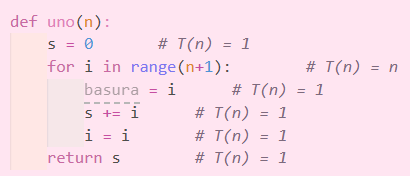 def uno(n):
    s = 0       # T(n) = 1
    for i in range(n+1):        # T(n) = n
        basura = i      # T(n) = 1
        s += i      # T(n) = 1
        i = i       # T(n) = 1
    return s        # T(n) = 1